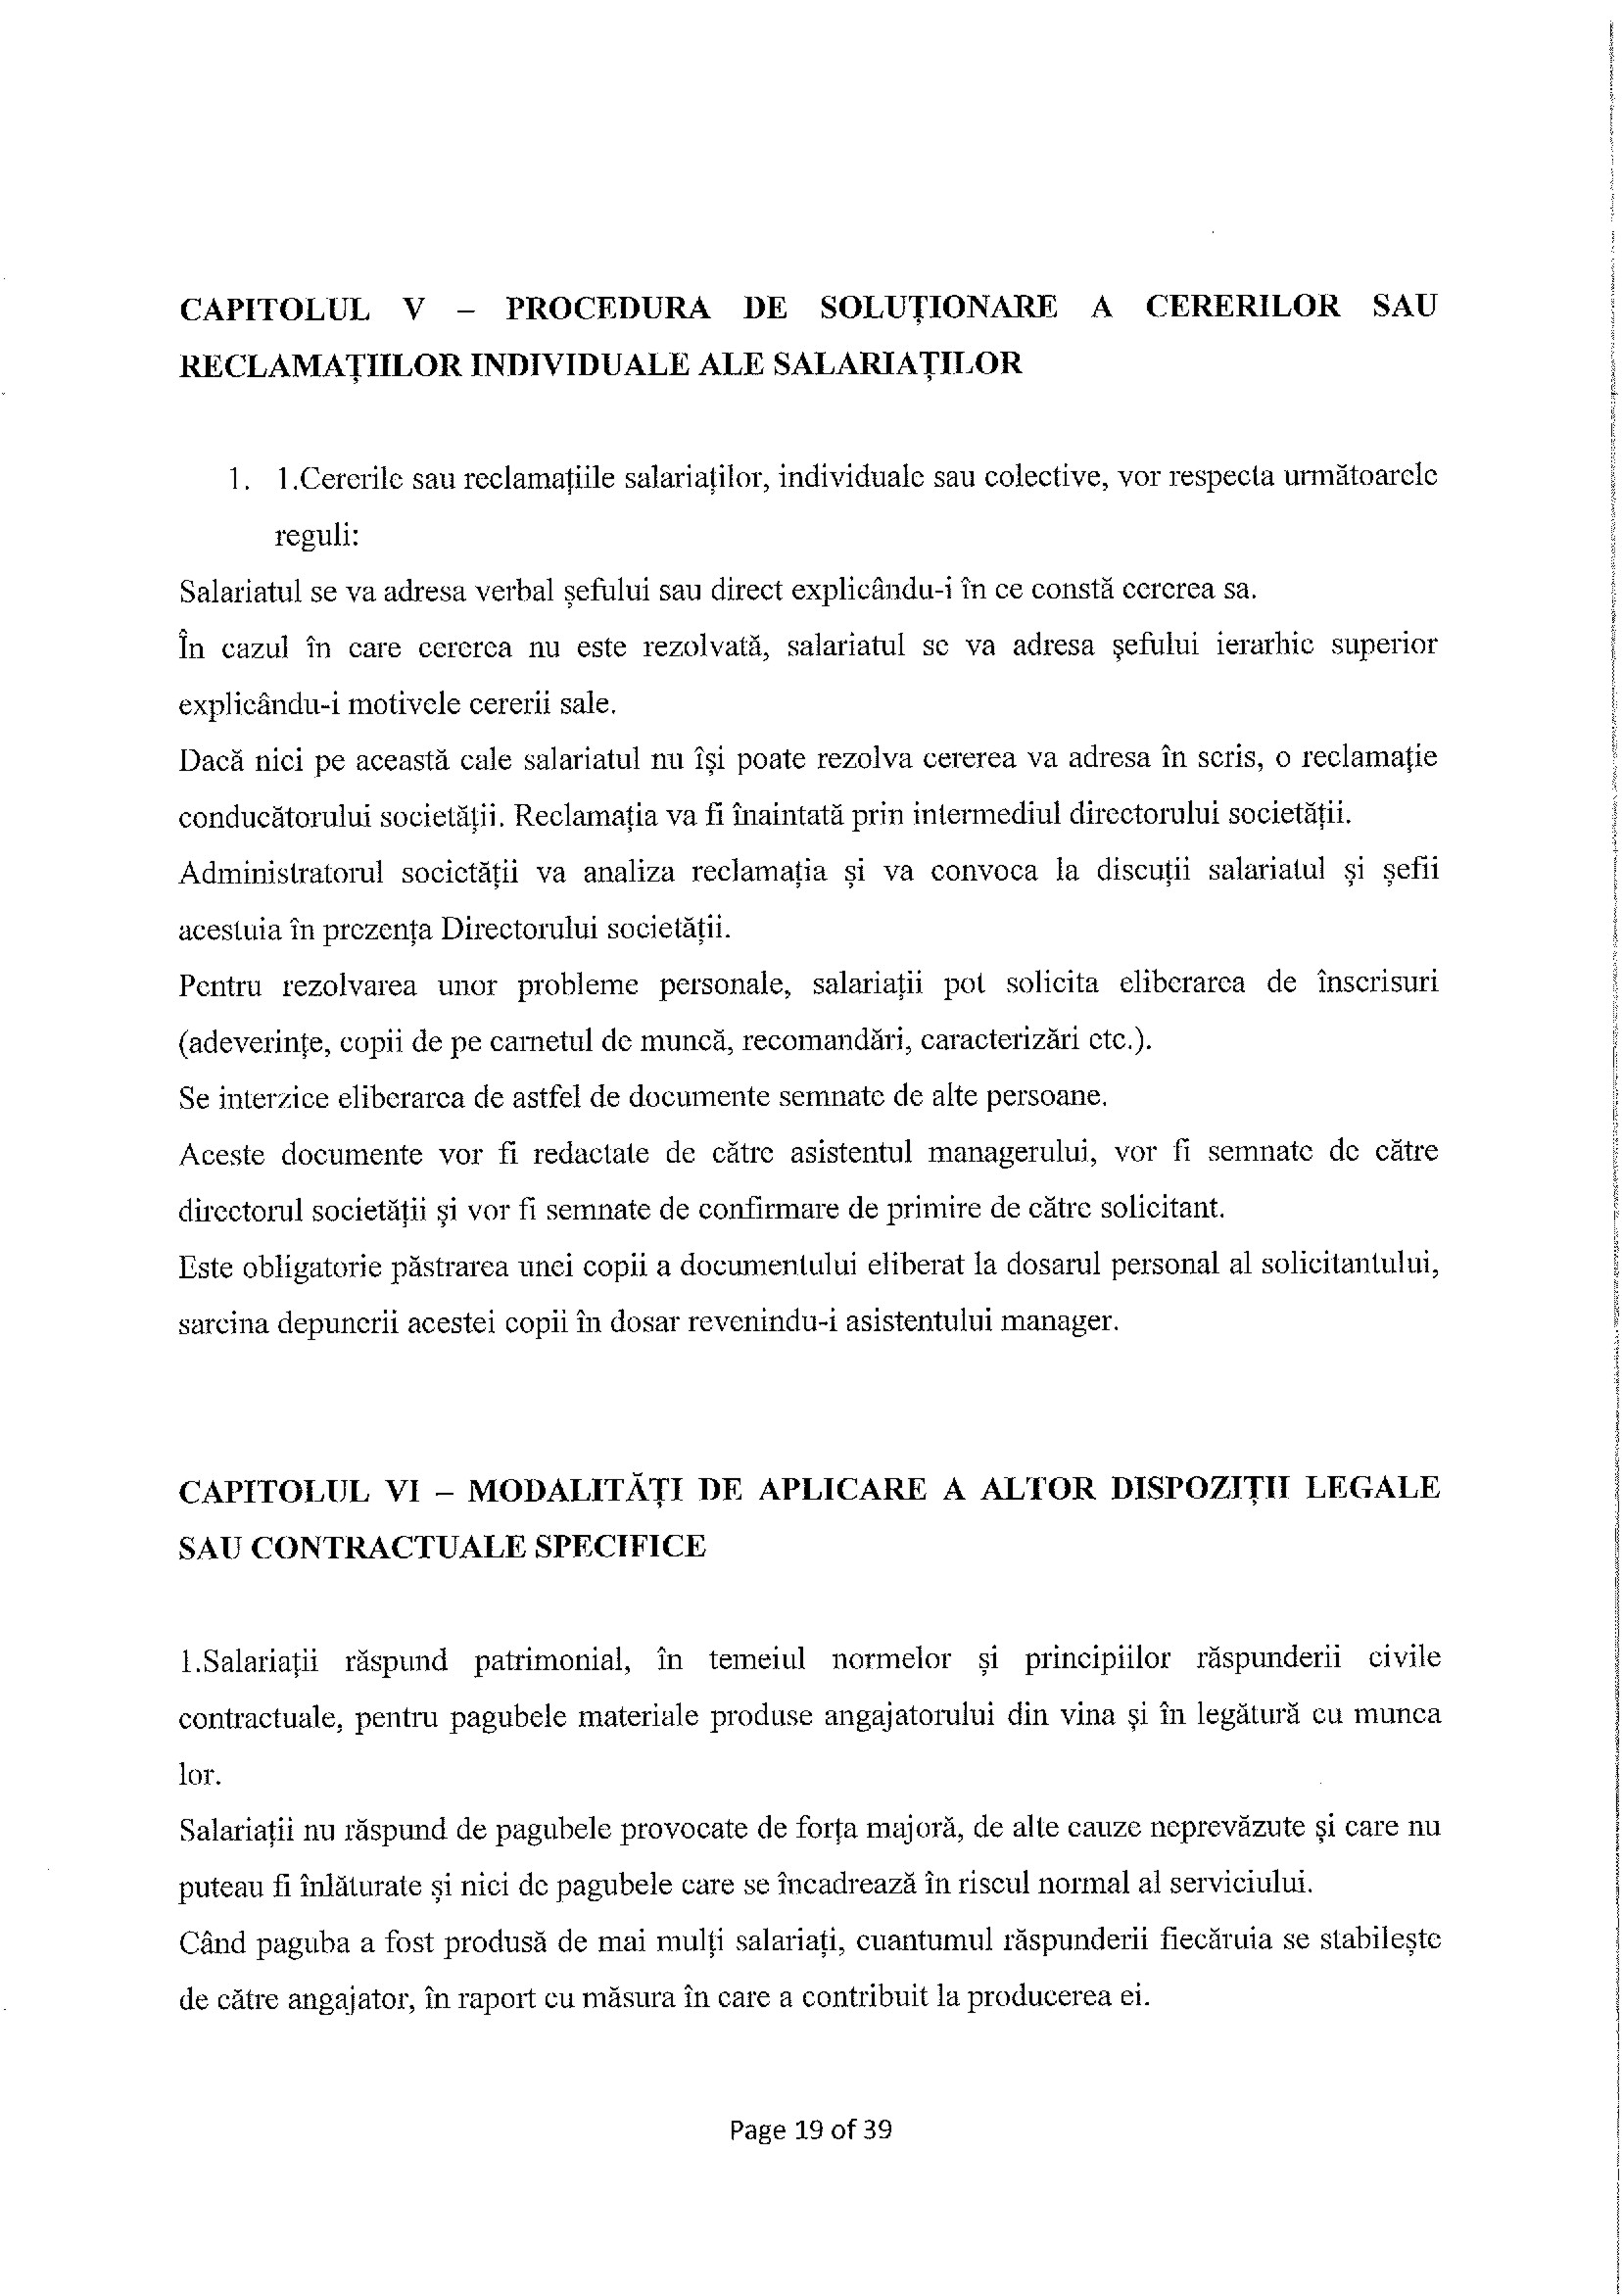 CAPITOLUL V – PROCEDURA DE SOLUȚIONARE A CERERILOR SAU
RECLAMAȚIILOR INDIVIDUALE ALE SALARIAȚILOR
1. 1.Cererile sau reclamațiile salariaților, individuale sau colective, vor respecta următoarele
reguli:
Salariatul se va adresa verbal șefului sau direct explicându-i în ce constă cererea sa.
În cazul în care cererea nu este rezolvată, salariatul se va adresa șefului ierarhic superior
explicându-i motivele cererii sale.
Dacă nici pe această cale salariatul nu își poate rezolva cererea va adresa în scris, o reclamație
conducătorului societății. Reclamația va fi înaintată prin intermediul directorului societății.
Administratorul societății va analiza reclamația și va convoca la discuții salariatul și șefii
acestuia în prezența Directorului societății.
Pentru rezolvarea unor probleme personale, salariații pot solicita eliberarea de înscrisuri
(adeverințe, copii de pe carnetul de muncă, recomandări, caracterizări etc.).
Se interzice eliberarea de astfel de documente semnate de alte persoane.
Aceste documente vor fi redactate de către asistentul managerului, vor fi semnate de către
directorul societății și vor fi semnate de confirmare de primire de către solicitant.
Este obligatorie păstrarea unei copii a documentului eliberat la dosarul personal al solicitantului,
sarcina depunerii acestei copii în dosar revenindu-i asistentului manager.
CAPITOLUL VI – MODALITĂȚI DE APLICARE A ALTOR DISPOZIȚII LEGALE
SAU CONTRACTUALE SPECIFICE
1.Salariații răspund patrimonial, în temeiul normelor și principiilor răspunderii civile
contractuale, pentru pagubele materiale produse angajatorului din vina și în legătură cu munca
lor.
Salariații nu răspund de pagubele provocate de forța majoră, de alte cauze neprevăzute și care nu
puteau fi înlăturate și nici de pagubele care se încadrează în riscul normal al serviciului.
Când paguba a fost produsă de mai mulți salariați, cuantumul răspunderii fiecăruia se stabilește
de către angajator, în raport cu măsura în care a contribuit la producerea ei.
Page 19 of 39